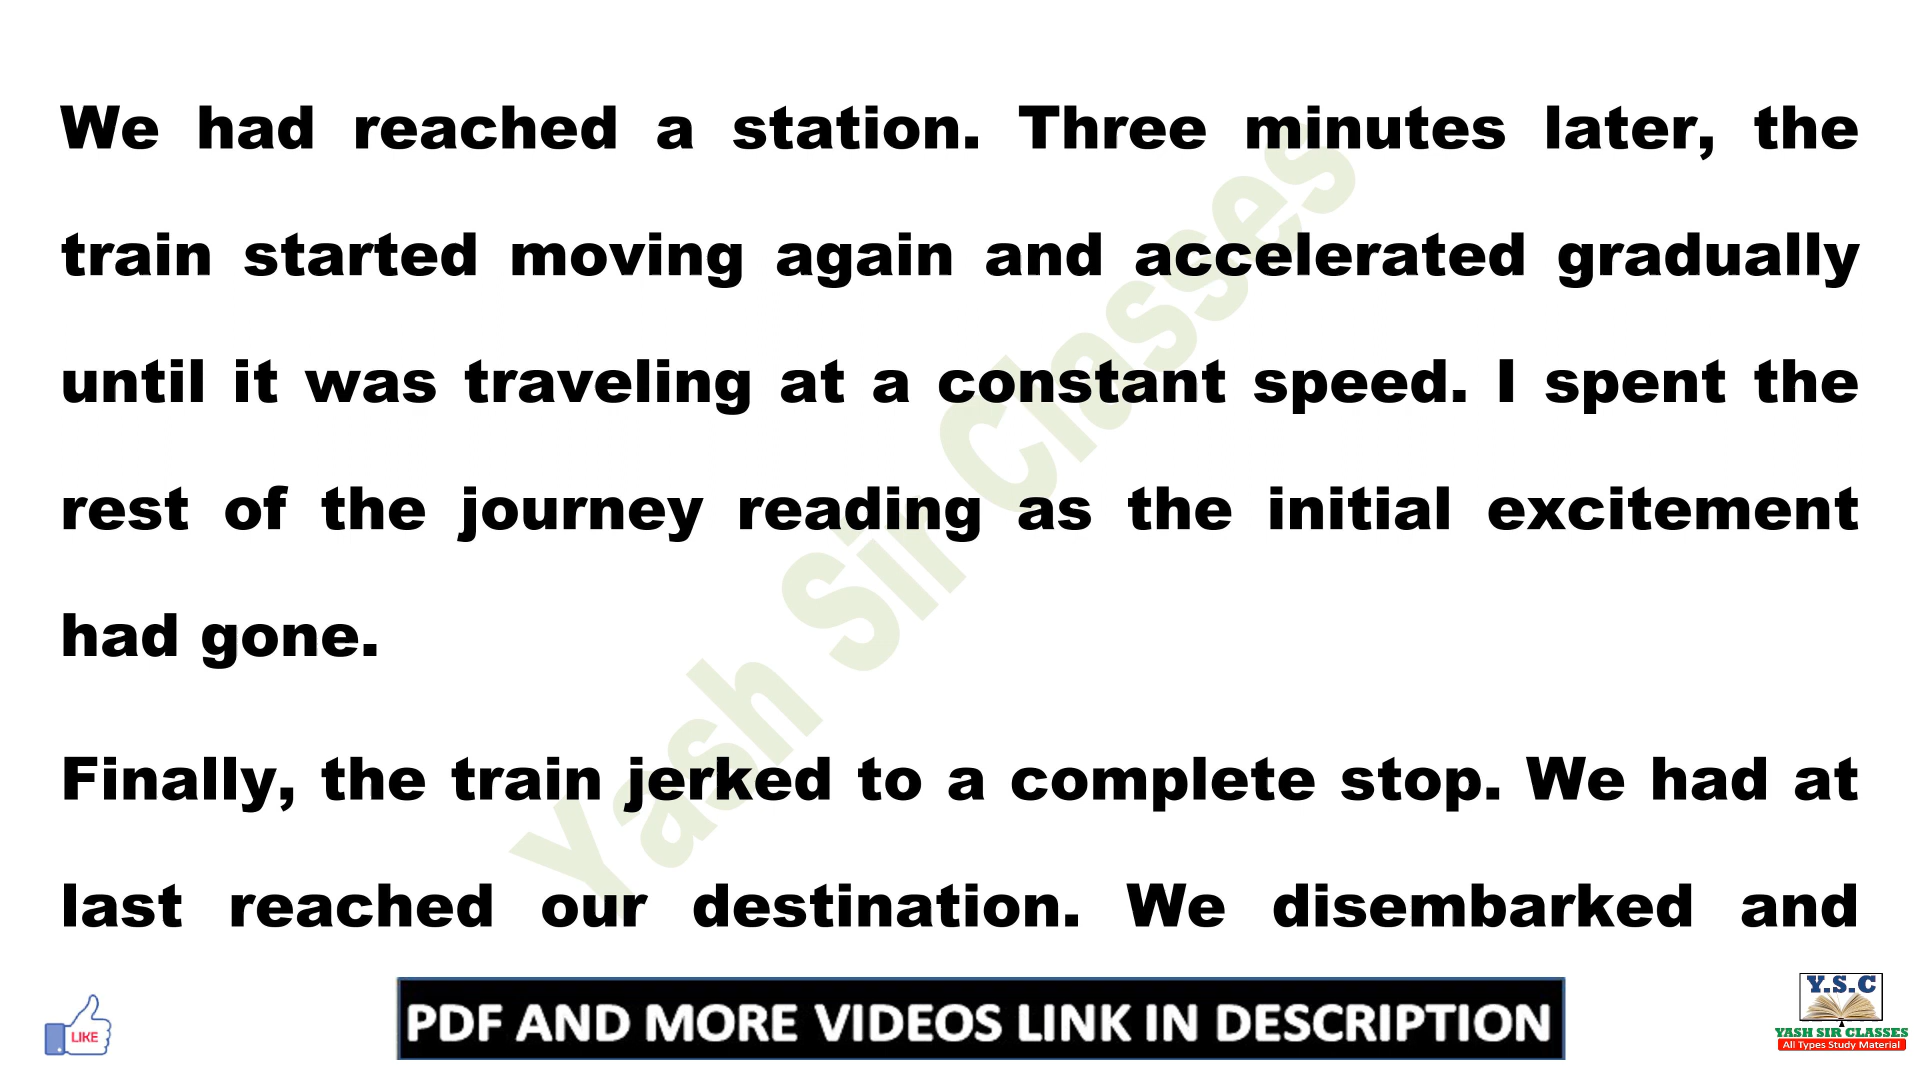 We had reached a station. Three minutes later, the
train started moving again and accelerated gradually
until it was traveling at a constant speed. I spent the
rest of the journey reading as the initial excitement
had gone.
Finally, the train jerked to a complete stop. We had at
last reached our destination. We disembarked and
Yash Sir Classes
LIKE
PDF AND MORE VIDEOS LINK IN DESCRIPTION
Y.S.C
YASH SIR CLASSES
All Types Study Material